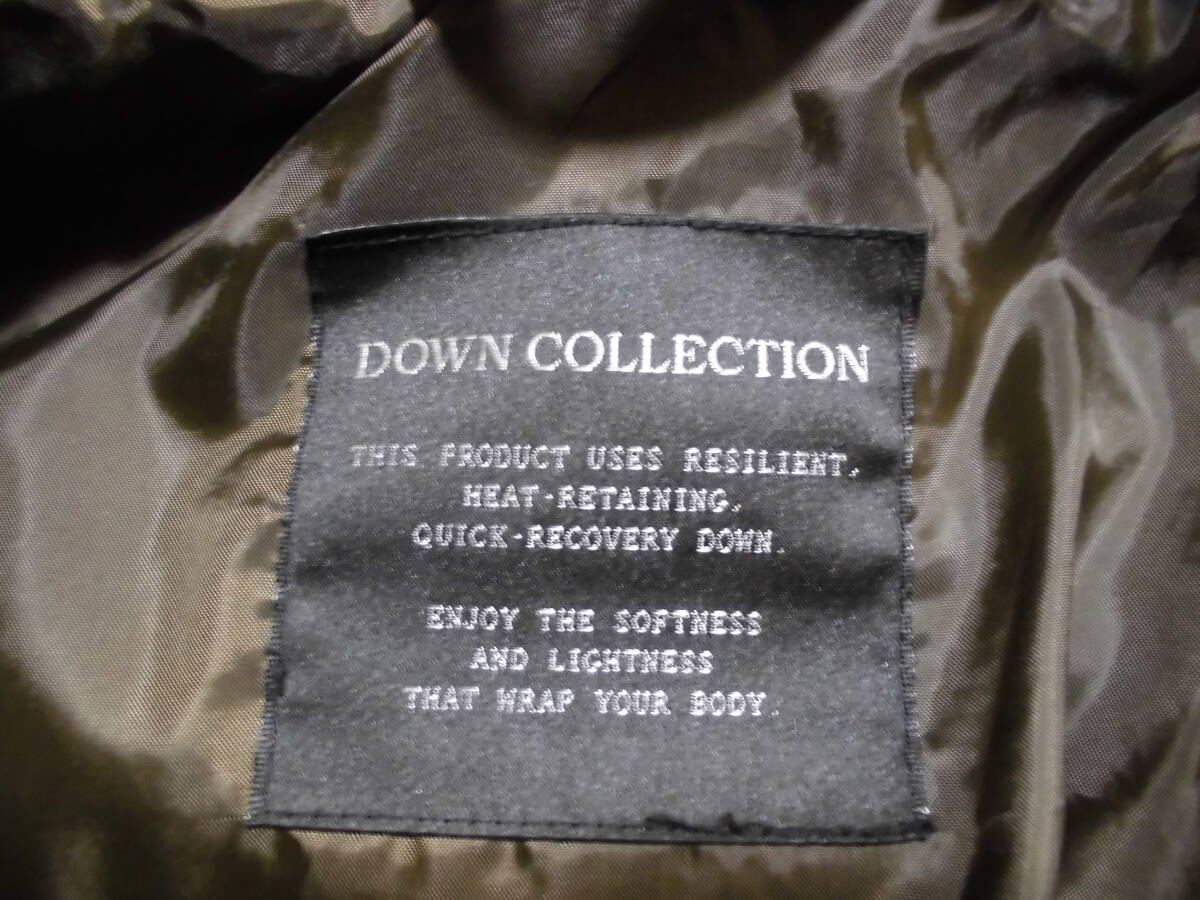 DOWN COLLECTION
THIS PRODUCT USES RESILIENT,
HEAT-RETAINING,
QUICK-RECOVERY DOWN.
ENJOY THE SOFTNESS
AND LIGHTNESS
THAT WRAP YOUR BODY.